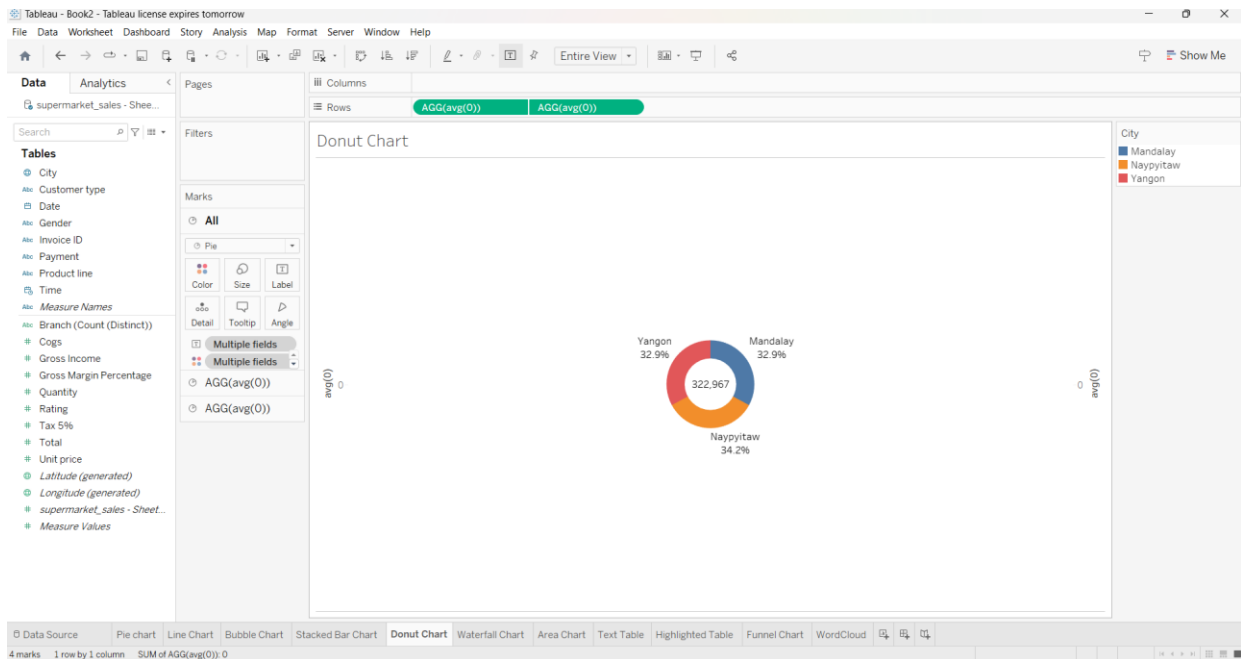 Tableau - Book2 - Tableau license expires tomorrow
File Data Worksheet Dashboard Story Analysis Map Format Server Window Help
Entire View
Show Me
Data
Analytics
supermarket_sales - Shee...
Search
Tables
City
Abc Customer type
Date
Abc Gender
Abc Invoice ID
Abc Payment
Abc Product line
Time
Abc Measure Names
Abc Branch (Count (Distinct))
# Cogs
# Gross Income
# Gross Margin Percentage
# Quantity
# Rating
# Tax 5%
# Total
# Unit price
Latitude (generated)
Longitude (generated)
# supermarket_sales - Sheet...
# Measure Values
Pages
Filters
Marks
All
Pie
Color
Size
Label
Detail
Tooltip
Angle
Multiple fields
Multiple fields
AGG(avg(0))
AGG(avg(0))
Columns
Rows
AGG(avg(0))
AGG(avg(0))
Donut Chart
avg(0)
0
Yangon
32.9%
Mandalay
32.9%
322,967
Naypyitaw
34.2%
0
avg(0)
City
Mandalay
Naypyitaw
Yangon
Data Source
Pie chart
Line Chart
Bubble Chart
Stacked Bar Chart
Donut Chart
Waterfall Chart
Area Chart
Text Table
Highlighted Table
Funnel Chart
WordCloud
4 marks
1 row by 1 column
SUM of AGG(avg(0)): 0